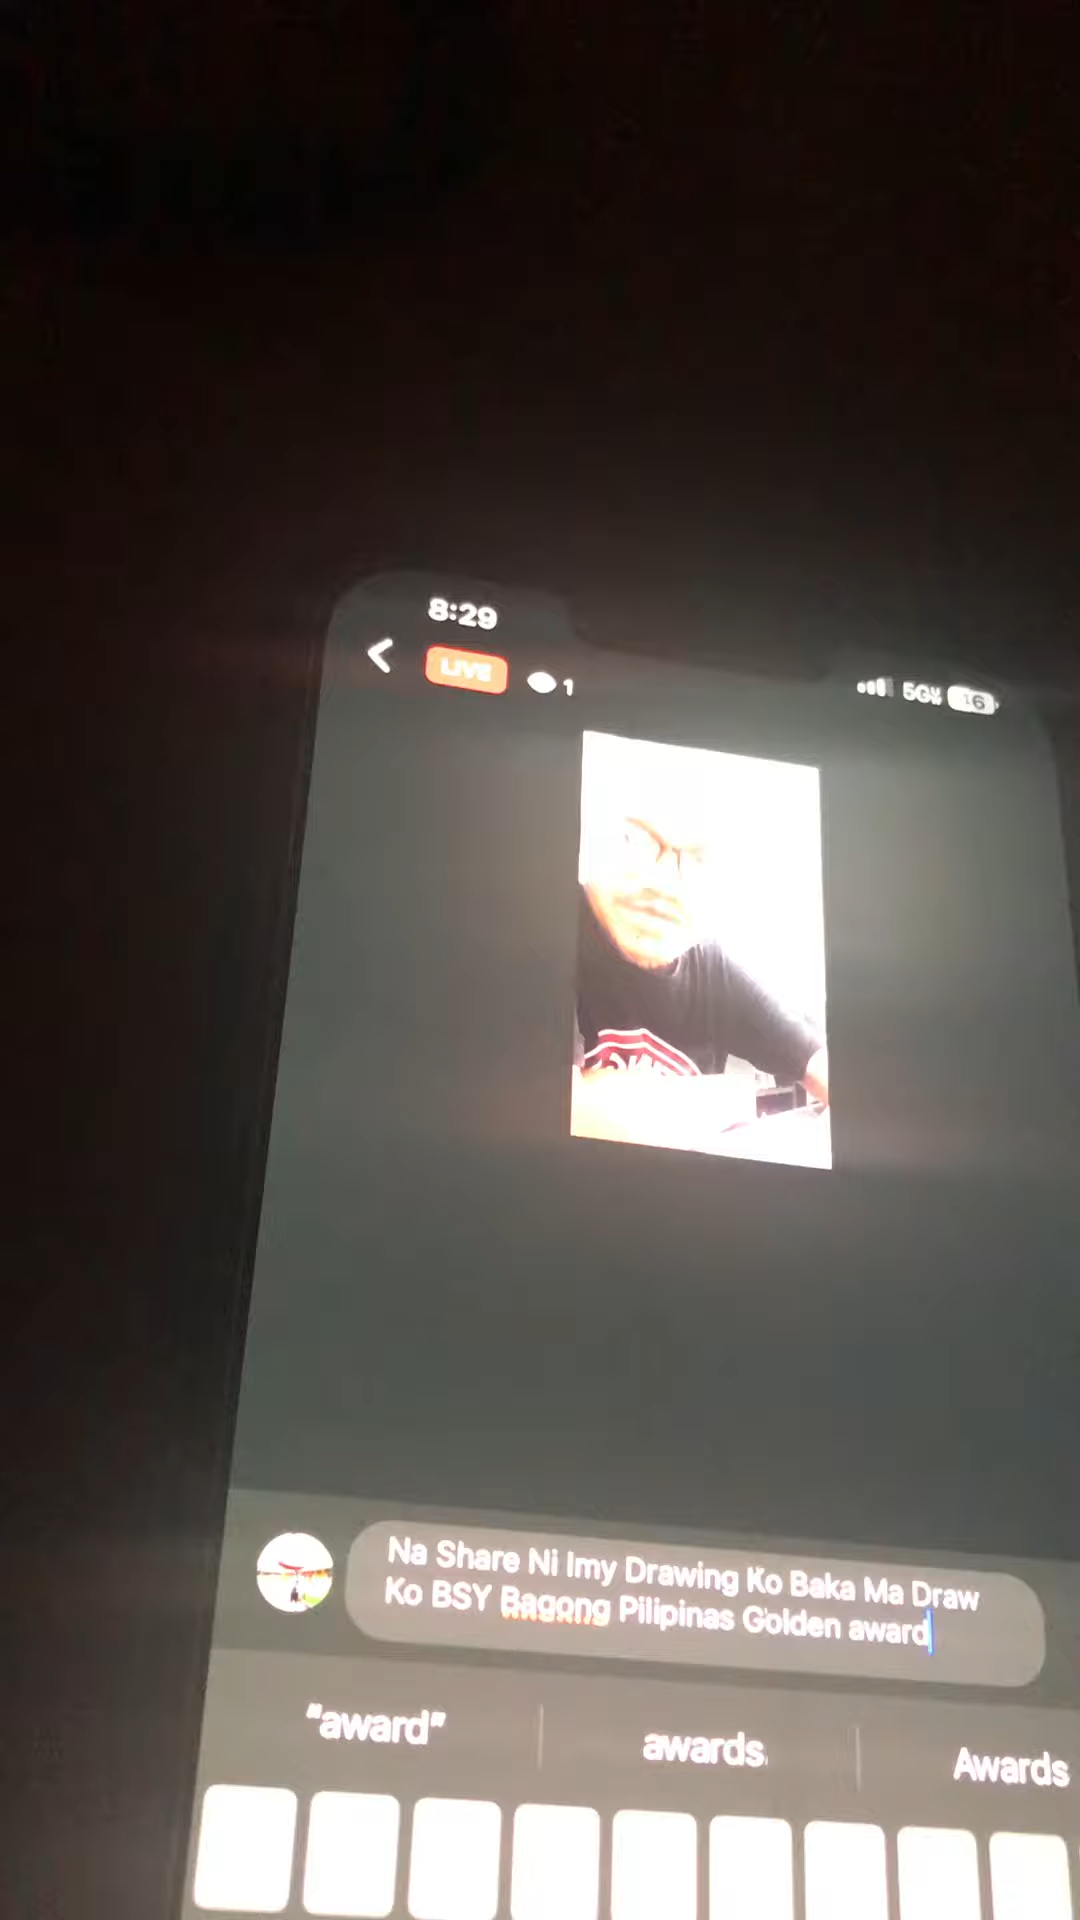 8:29
LIVE 1
5G 16
Na Share Ni Imy Drawing Ko Baka Ma Draw
Ko BSY Bagong Pilipinas Golden award
"award" awards Awards